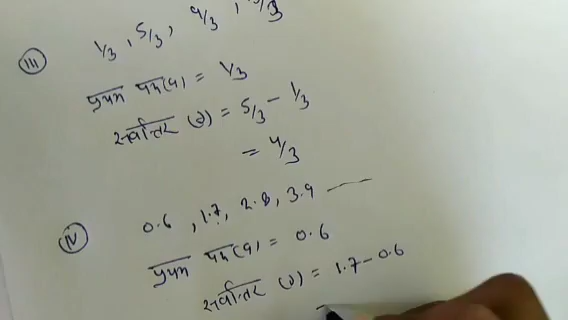 (III) 1/3, 5/3, 9/3, 13/3
प्रथम पद(a) = 1/3
सर्वान्तर (d) = 5/3 - 1/3
= 4/3
(IV) 0.6, 1.7, 2.8, 3.9 ——
प्रथम पद(a) = 0.6
सर्वान्तर (d) = 1.7-0.6
=